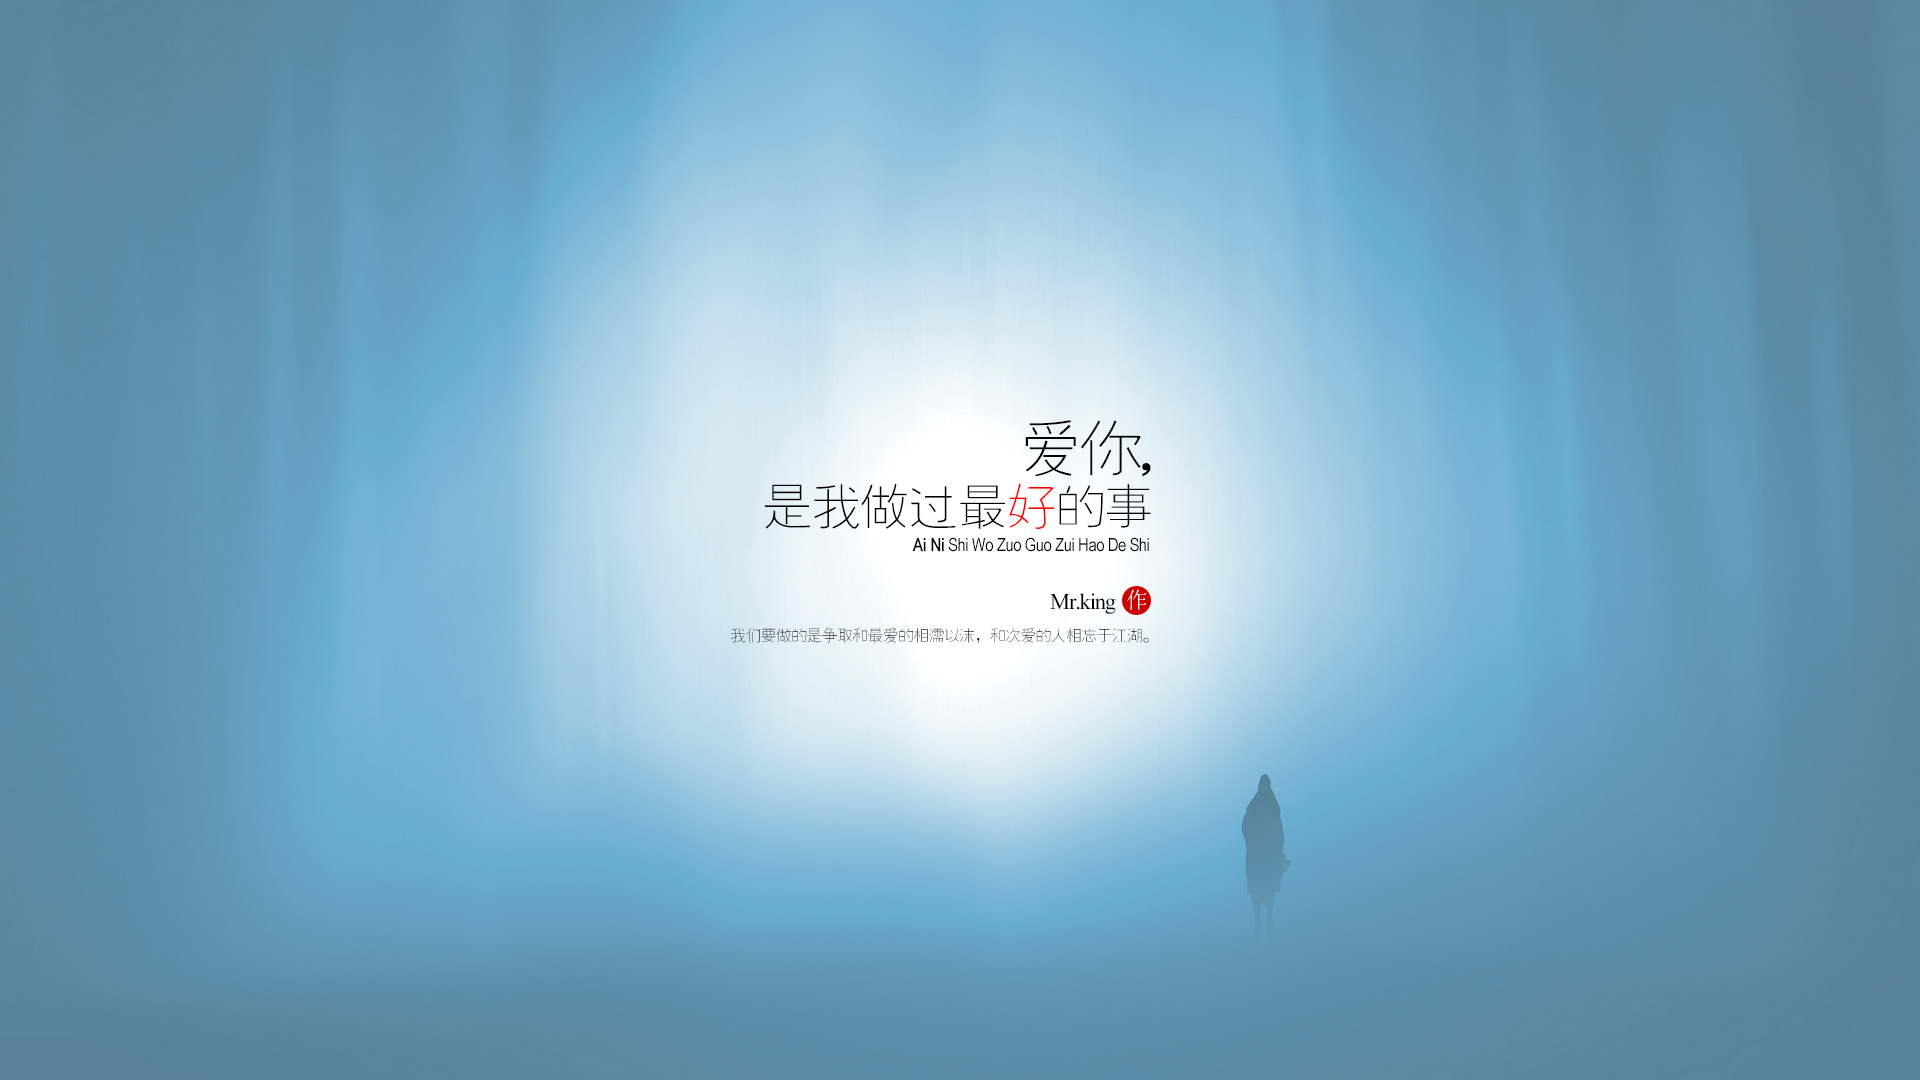 爱你,
是我做过最好的事
Ai Ni Shi Wo Zuo Guo Zui Hao De Shi
Mr.king 作
我们要做的是争取和最爱的相濡以沫，和次爱的人相忘于江湖。